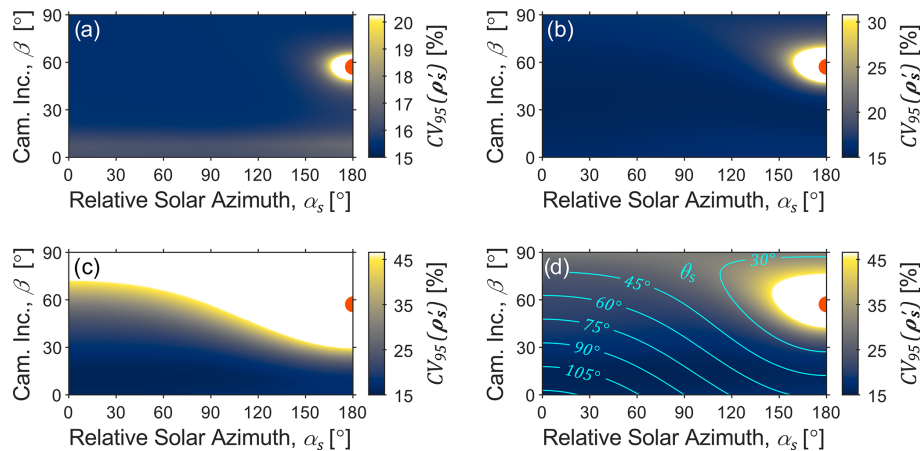 (a)
90
60
30
0
Cam. Inc., β [°]
0 30 60 90 120 150 180
Relative Solar Azimuth, αₛ [°]
20
19
18
17
16
15
CV₉₅(ρ′ₛ) [%]
(b)
90
60
30
0
Cam. Inc., β [°]
0 30 60 90 120 150 180
Relative Solar Azimuth, αₛ [°]
30
25
20
15
CV₉₅(ρ′ₛ) [%]
(c)
90
60
30
0
Cam. Inc., β [°]
0 30 60 90 120 150 180
Relative Solar Azimuth, αₛ [°]
45
35
25
15
CV₉₅(ρ′ₛ) [%]
(d)
θₛ
30°
45°
60°
75°
90°
105°
90
60
30
0
Cam. Inc., β [°]
0 30 60 90 120 150 180
Relative Solar Azimuth, αₛ [°]
45
35
25
15
CV₉₅(ρ′ₛ) [%]